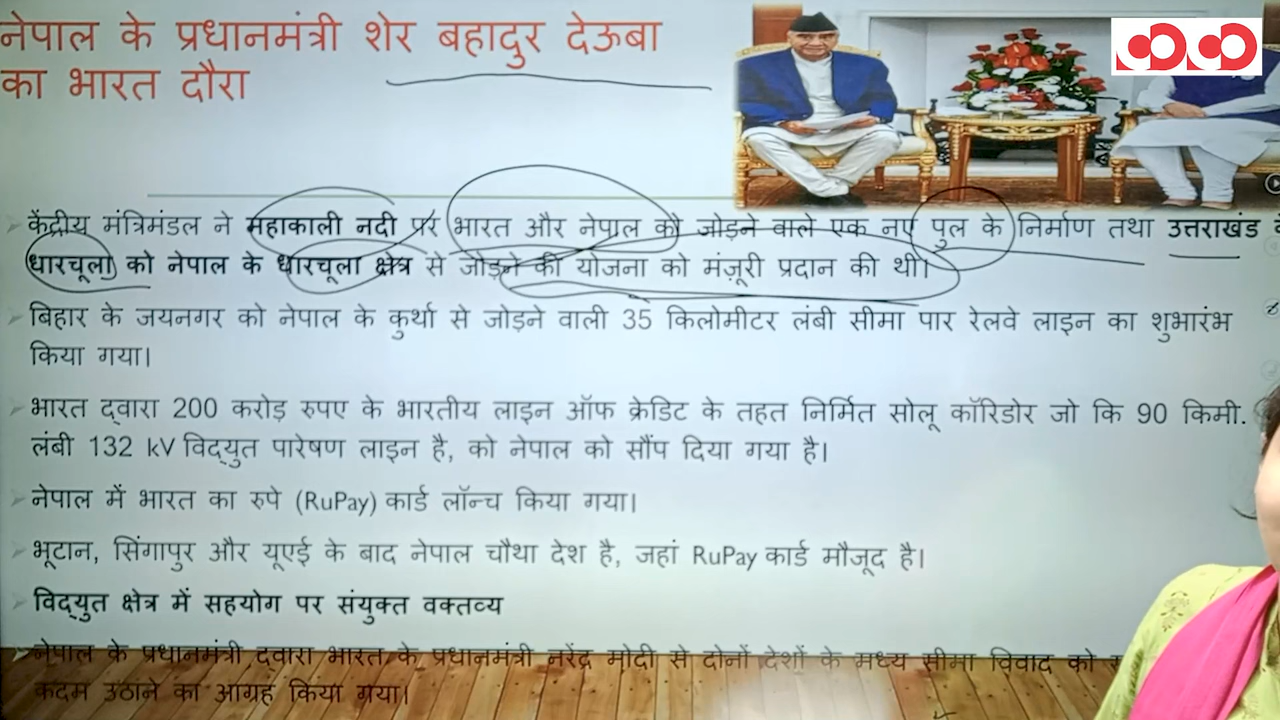 नेपाल के प्रधानमंत्री शेर बहादुर देऊबा
का भारत दौरा
केंद्रीय मंत्रिमंडल ने महाकाली नदी पर भारत और नेपाल को जोड़ने वाले एक नए पुल के निर्माण तथा उत्तराखंड
धारचूला को नेपाल के धारचूला क्षेत्र से जोड़ने की योजना को मंज़ूरी प्रदान की थी।
बिहार के जयनगर को नेपाल के कुर्था से जोड़ने वाली 35 किलोमीटर लंबी सीमा पार रेलवे लाइन का शुभारंभ
किया गया।
भारत द्वारा 200 करोड़ रुपए के भारतीय लाइन ऑफ क्रेडिट के तहत निर्मित सोलू कॉरिडोर जो कि 90 किमी.
लंबी 132 kV विद्युत पारेषण लाइन है, को नेपाल को सौंप दिया गया है।
नेपाल में भारत का रुपे (RuPay) कार्ड लॉन्च किया गया।
भूटान, सिंगापुर और यूएई के बाद नेपाल चौथा देश है, जहां RuPay कार्ड मौजूद है।
विद्युत क्षेत्र में सहयोग पर संयुक्त वक्तव्य
नेपाल के प्रधानमंत्री द्वारा भारत के प्रधानमंत्री नरेंद्र मोदी से दोनों देशों के मध्य सीमा विवाद को
कदम उठाने का आग्रह किया गया।